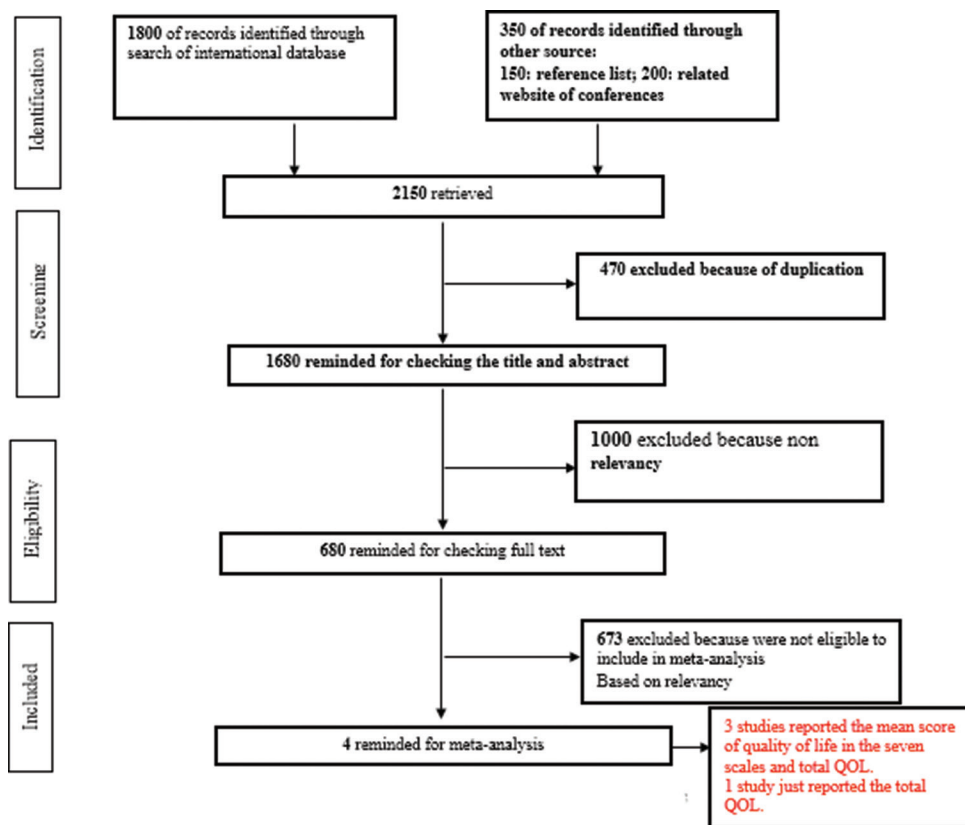 Identification
1800 of records identified through
search of international database
350 of records identified through
other source:
150: reference list; 200: related
website of conferences
2150 retrieved
Screening
470 excluded because of duplication
1680 reminded for checking the title and abstract
Eligibility
1000 excluded because non
relevancy
680 reminded for checking full text
Included
673 excluded because were not eligible to
include in meta-analysis
Based on relevancy
4 reminded for meta-analysis
3 studies reported the mean score
of quality of life in the seven
scales and total QOL.
1 study just reported the total
QOL.